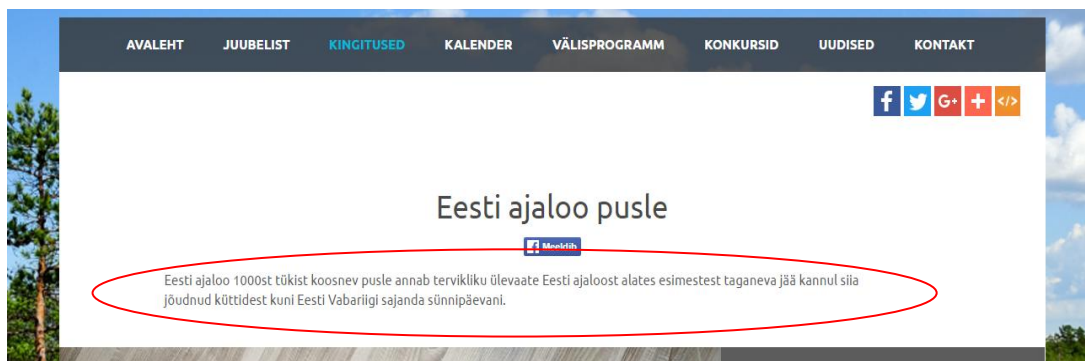 AVALEHT JUUBELIST KINGITUSED KALENDER VÄLISPROGRAMM KONKURSID UUDISED KONTAKT
f G+ + </>
Eesti ajaloo pusle
f Meeldib
Eesti ajaloo 1000st tükist koosnev pusle annab tervikliku ülevaate Eesti ajaloost alates esimestest taganeva jää kannul siia
jõudnud küttidest kuni Eesti Vabariigi sajanda sünnipäevani.